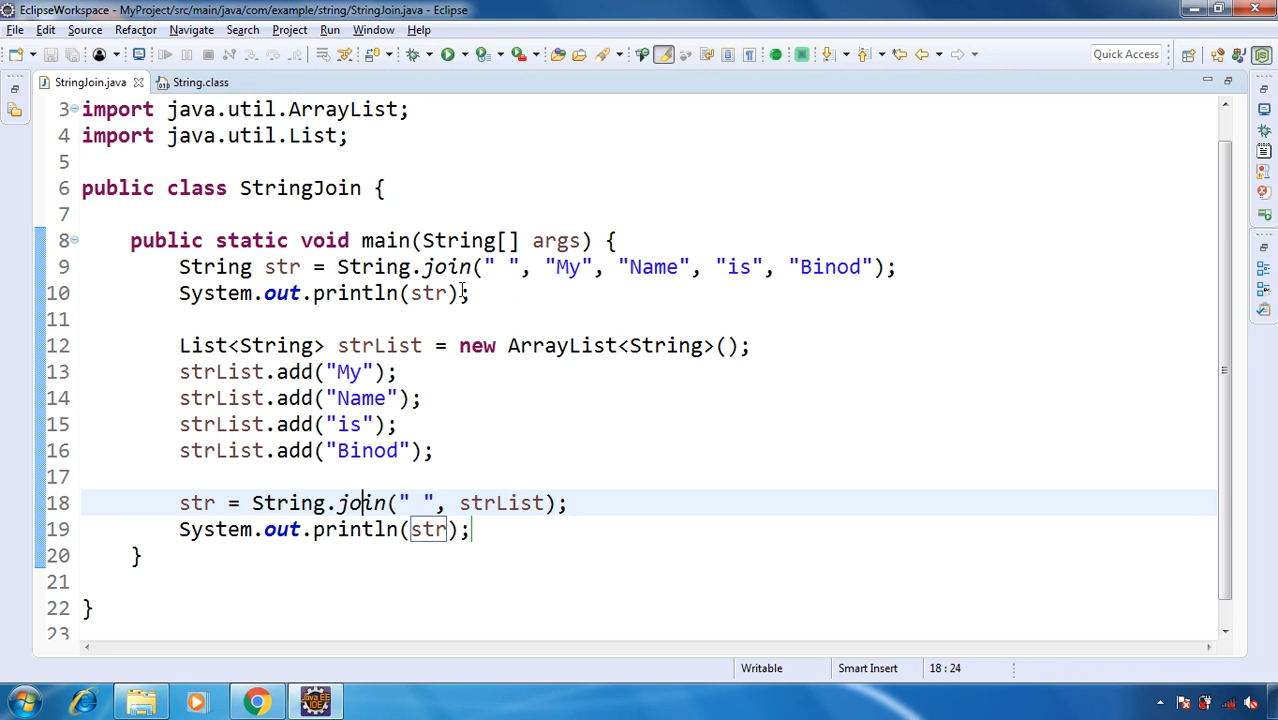 EclipseWorkspace - MyProject/src/main/java/com/example/string/StringJoin.java - Eclipse
File Edit Source Refactor Navigate Search Project Run Window Help
Quick Access
StringJoin.java String.class
3 import java.util.ArrayList;
4 import java.util.List;
5
6 public class StringJoin {
7
8 public static void main(String[] args) {
9 String str = String.join(" ", "My", "Name", "is", "Binod");
10 System.out.println(str);
11
12 List<String> strList = new ArrayList<String>();
13 strList.add("My");
14 strList.add("Name");
15 strList.add("is");
16 strList.add("Binod");
17
18 str = String.join(" ", strList);
19 System.out.println(str);
20 }
21
22 }
23
Writable Smart Insert 18 : 24
Java EE
IDE